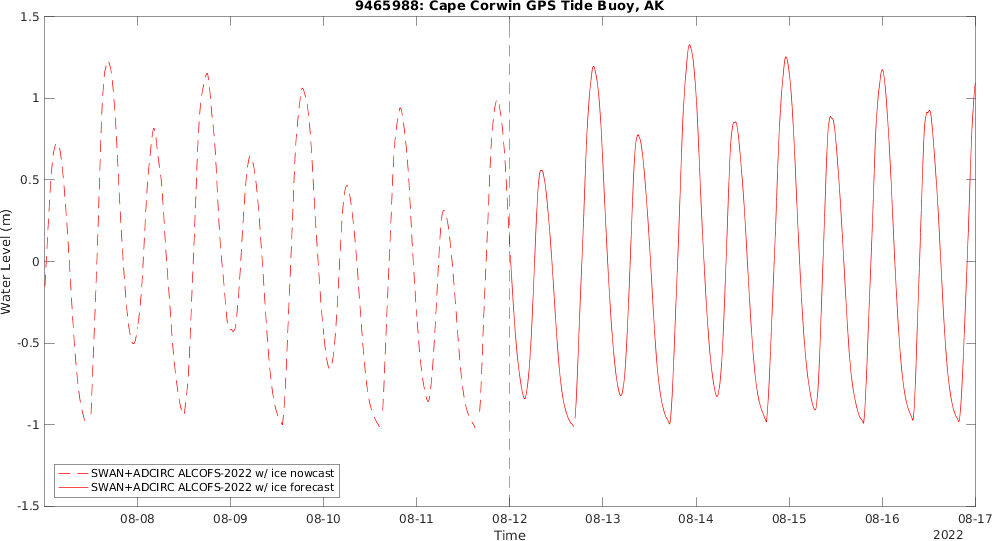 9465988: Cape Corwin GPS Tide Buoy, AK
1.5
1
0.5
0
-0.5
-1
-1.5
Water Level (m)
SWAN+ADCIRC ALCOFS-2022 w/ ice nowcast
SWAN+ADCIRC ALCOFS-2022 w/ ice forecast
08-08 08-09 08-10 08-11 08-12 08-13 08-14 08-15 08-16 08-17
Time
2022